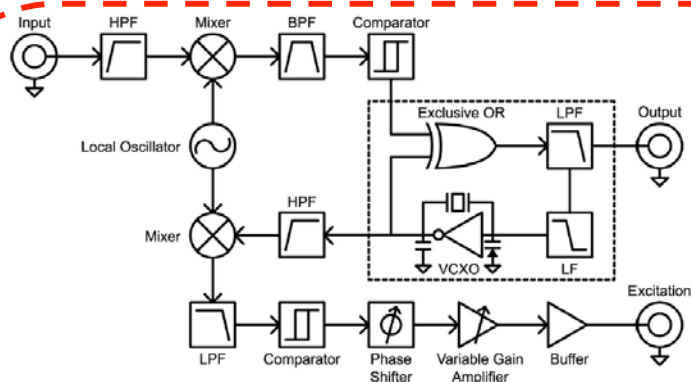 Input
HPF
Mixer
BPF
Comparator
Exclusive OR
LPF
Output
Local Oscillator
HPF
Mixer
VCXO
LF
Excitation
LPF
Comparator
Phase
Shifter
Variable Gain
Amplifier
Buffer